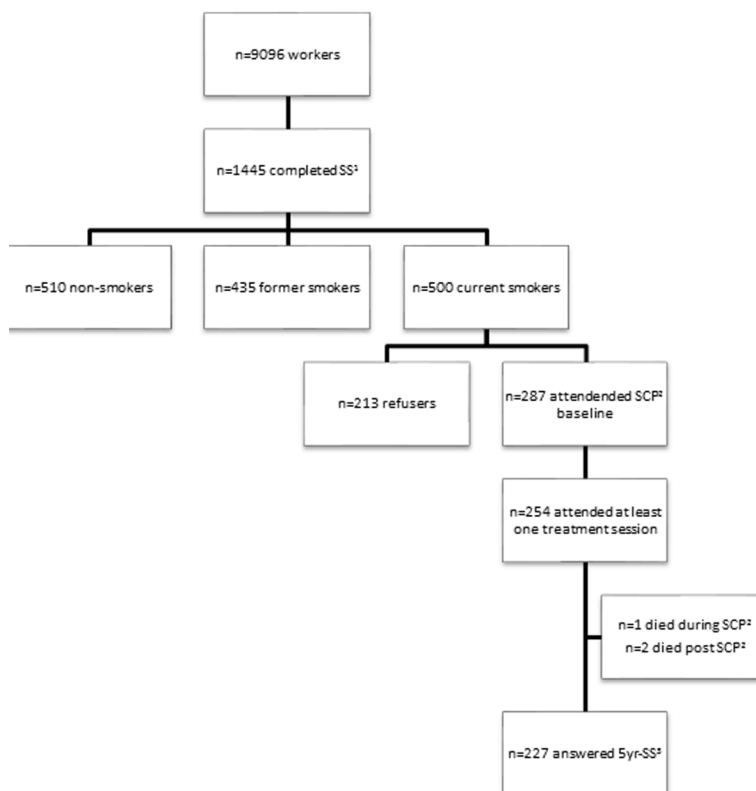 n=9096 workers
n=1445 completed SS¹
n=510 non-smokers
n=435 former smokers
n=500 current smokers
n=213 refusers
n=287 attendended SCP²
baseline
n=254 attended at least
one treatment session
n=1 died during SCP²
n=2 died post SCP²
n=227 answered 5yr-SS³